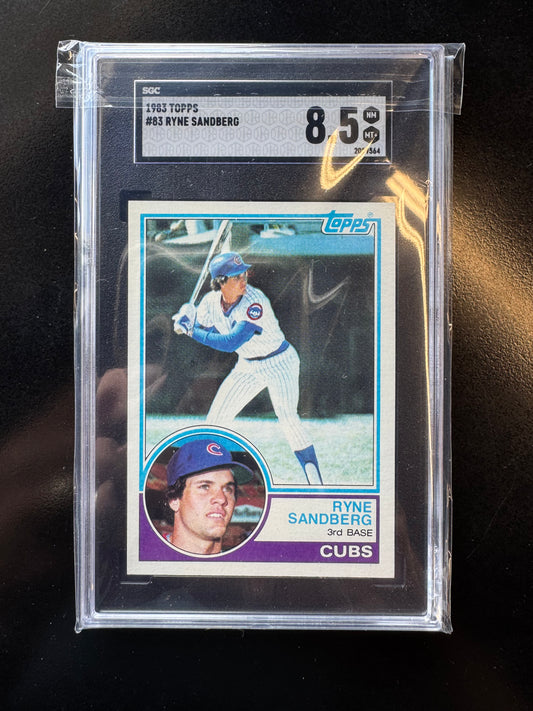 SGC
1983 TOPPS
#83 RYNE SANDBERG
8.5
NM
MT+
Topps
C
RYNE
SANDBERG
3rd BASE
CUBS